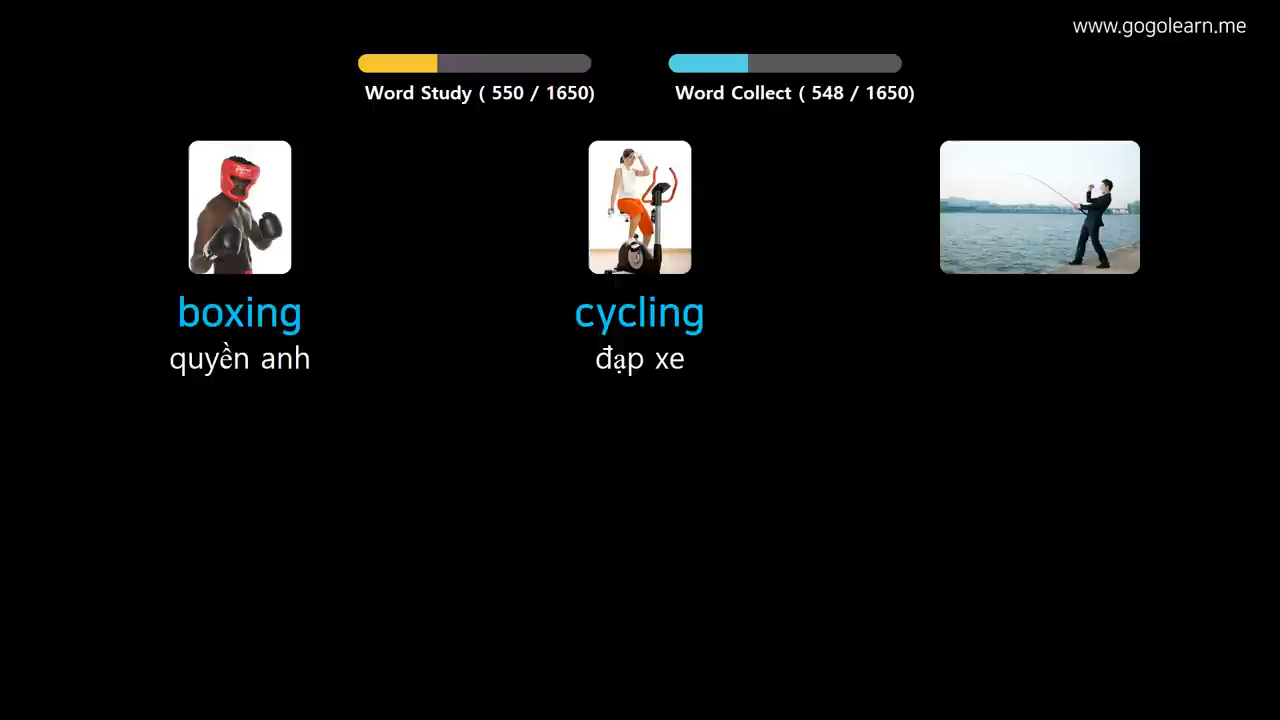 www.gogolearn.me
Word Study ( 550 / 1650)
Word Collect ( 548 / 1650)
boxing
cycling
quyền anh
đạp xe